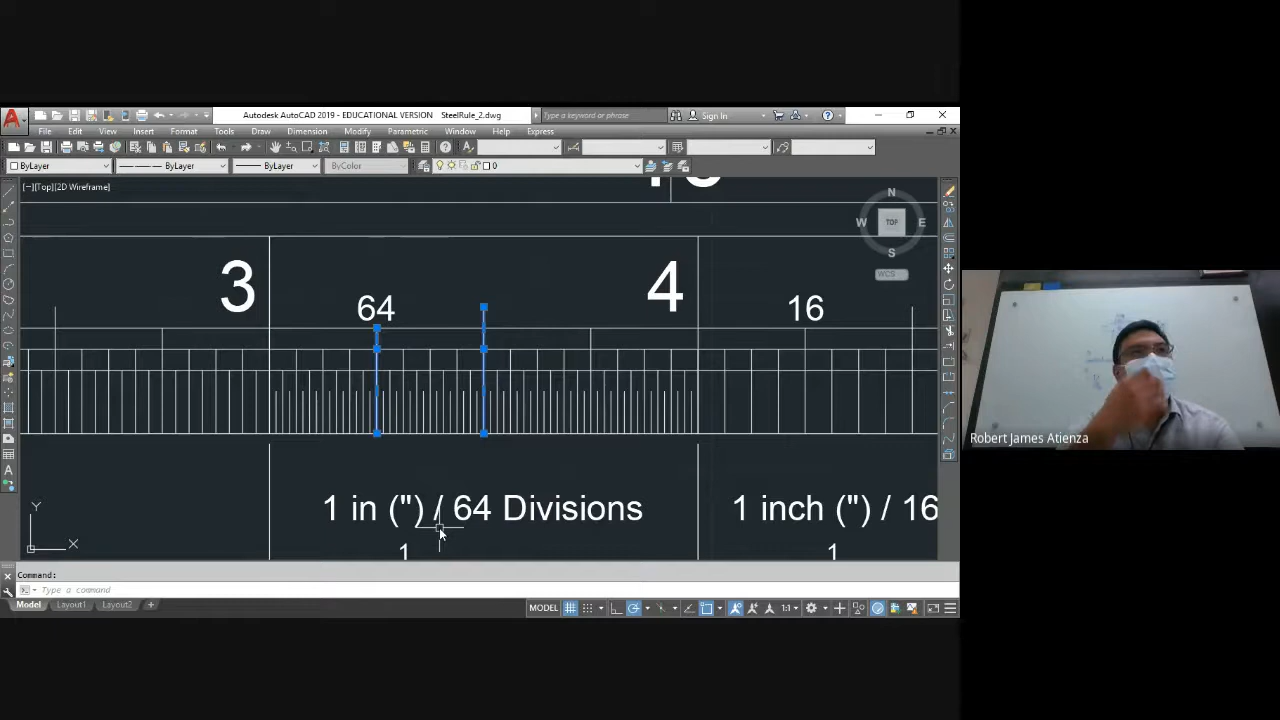 Autodesk AutoCAD 2019 - EDUCATIONAL VERSION SteelRule_2.dwg
Type a keyword or phrase
Sign In
File Edit View Insert Format Tools Draw Dimension Modify Parametric Window Help Express
ByLayer
ByLayer
ByLayer
ByColor
0
[−][Top][2D Wireframe]
N
W TOP E
S
WCS
3
64
4
16
Robert James Atienza
1 in (") / 64 Divisions
1 inch (") / 16
1
1
Y
X
Command:
Type a command
Model Layout1 Layout2 +
MODEL
1:1